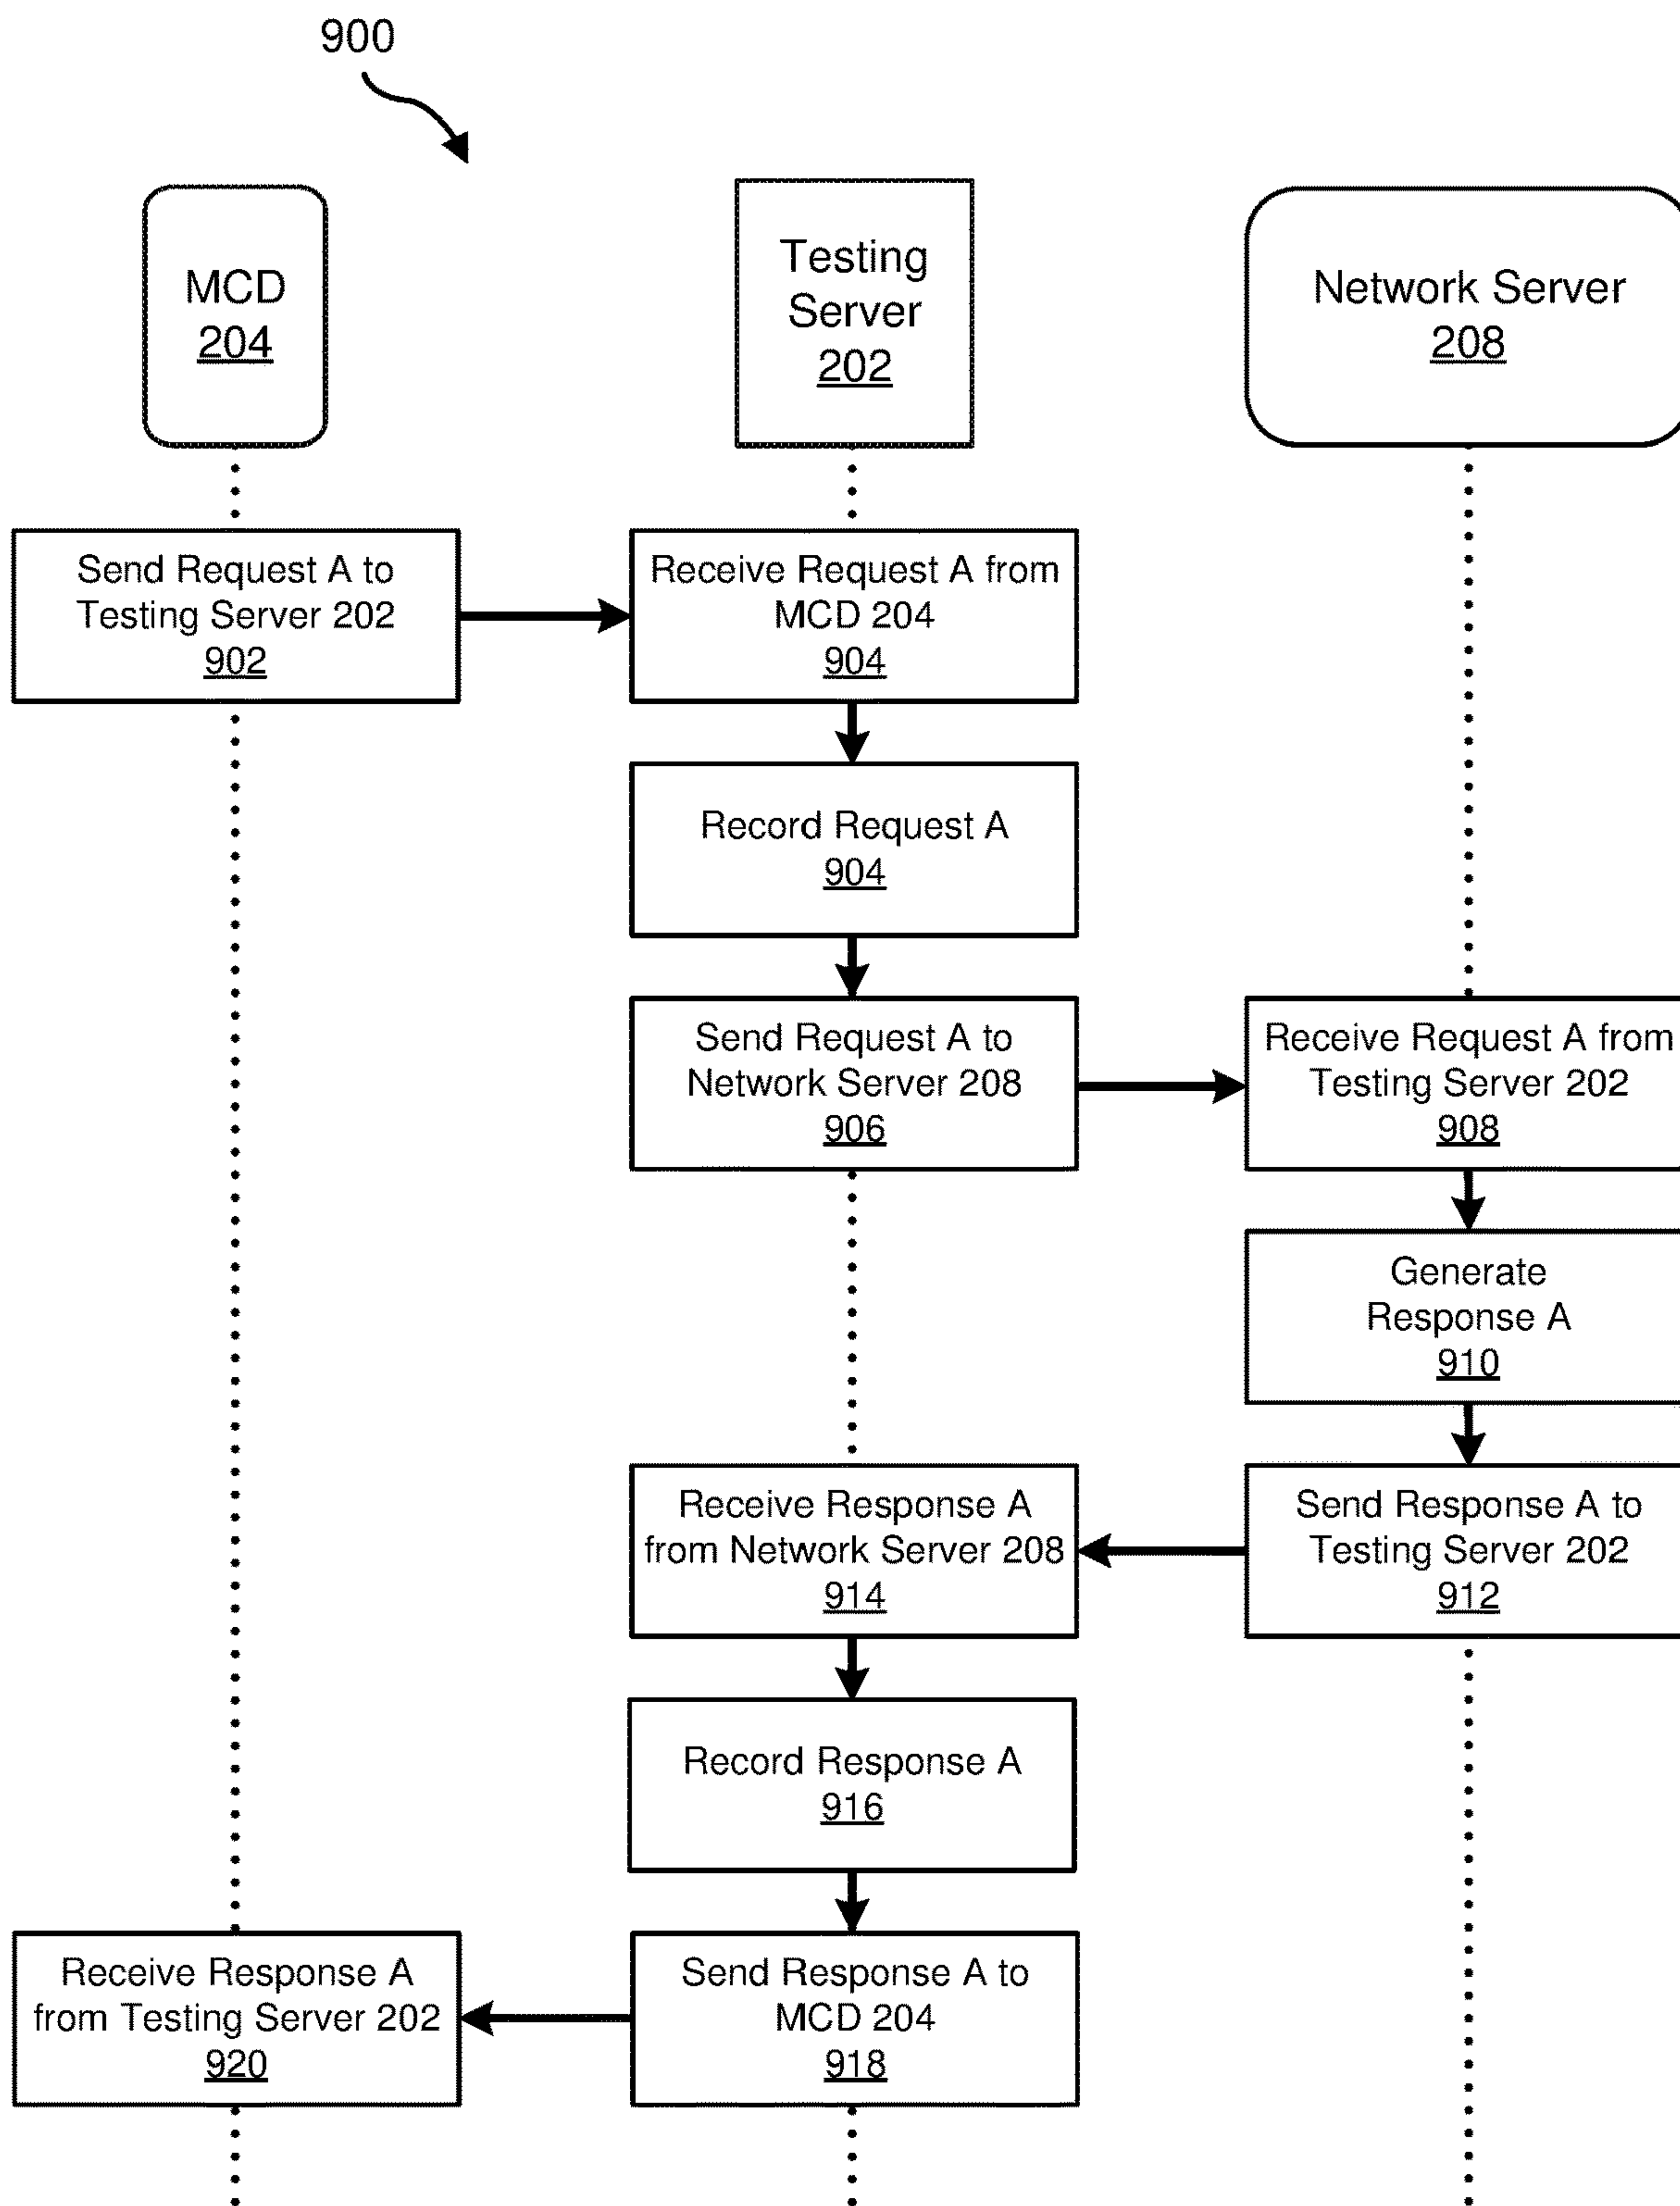 900
MCD
204
Testing
Server
202
Network Server
208
Send Request A to
Testing Server 202
902
Receive Request A from
MCD 204
904
Record Request A
904
Send Request A to
Network Server 208
906
Receive Request A from
Testing Server 202
908
Generate
Response A
910
Receive Response A
from Network Server 208
914
Send Response A to
Testing Server 202
912
Record Response A
916
Receive Response A
from Testing Server 202
920
Send Response A to
MCD 204
918